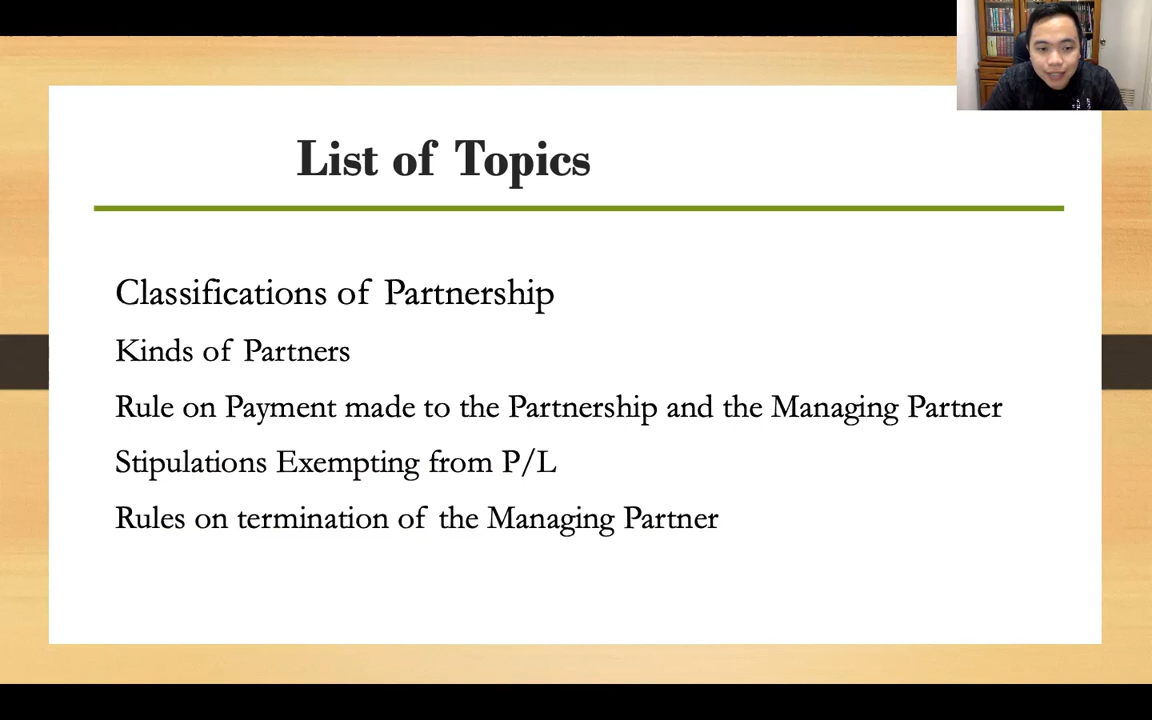 List of Topics
Classifications of Partnership
Kinds of Partners
Rule on Payment made to the Partnership and the Managing Partner
Stipulations Exempting from P/L
Rules on termination of the Managing Partner